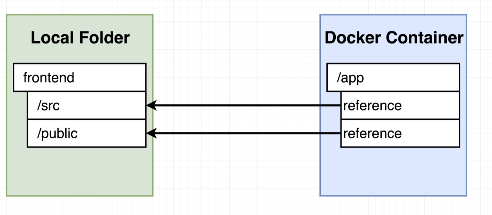 Local Folder
frontend
/src
/public
Docker Container
/app
reference
reference